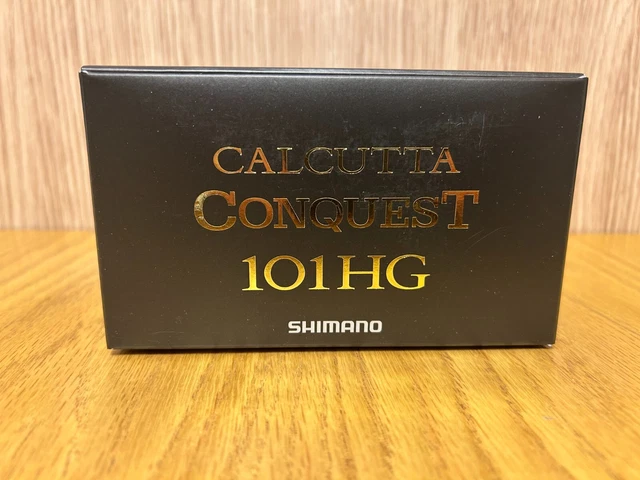 CALCUTTA
CONQUEST
101HG
SHIMANO